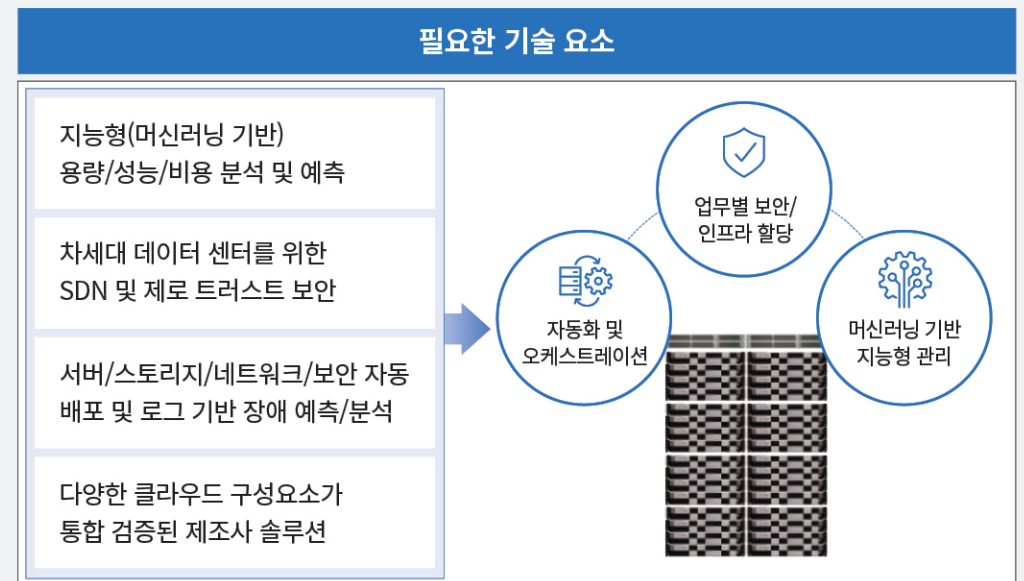 필요한 기술 요소
지능형(머신러닝 기반)
용량/성능/비용 분석 및 예측
차세대 데이터 센터를 위한
SDN 및 제로 트러스트 보안
서버/스토리지/네트워크/보안 자동
배포 및 로그 기반 장애 예측/분석
다양한 클라우드 구성요소가
통합 검증된 제조사 솔루션
자동화 및
오케스트레이션
업무별 보안/
인프라 할당
머신러닝 기반
지능형 관리